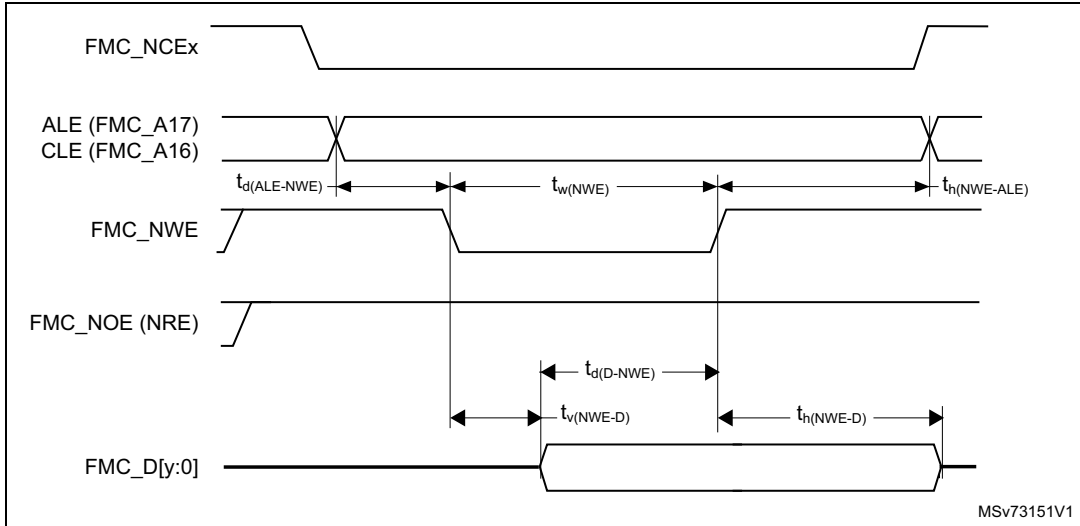 FMC_NCEx
ALE (FMC_A17)
CLE (FMC_A16)
td(ALE-NWE)
tw(NWE)
th(NWE-ALE)
FMC_NWE
FMC_NOE (NRE)
td(D-NWE)
tv(NWE-D)
th(NWE-D)
FMC_D[y:0]
MSv73151V1